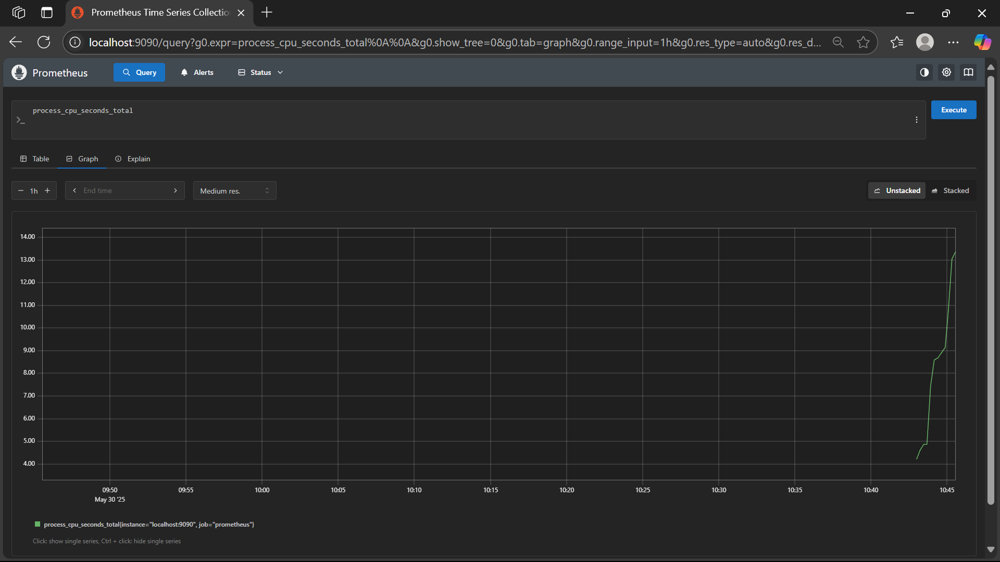 Prometheus Time Series Collectio
localhost:9090/query?g0.expr=process_cpu_seconds_total%0A%0A&g0.show_tree=0&g0.tab=graph&g0.range_input=1h&g0.res_type=auto&g0.res_d...
Prometheus
Query
Alerts
Status
process_cpu_seconds_total
>_
Execute
Table
Graph
Explain
1h
End time
Medium res.
Unstacked
Stacked
14.00
13.00
12.00
11.00
10.00
9.00
8.00
7.00
6.00
5.00
4.00
09:50
May 30 '25
09:55
10:00
10:05
10:10
10:15
10:20
10:25
10:30
10:35
10:40
10:45
process_cpu_seconds_total{instance="localhost:9090", job="prometheus"}
Click: show single series, Ctrl + click: hide single series